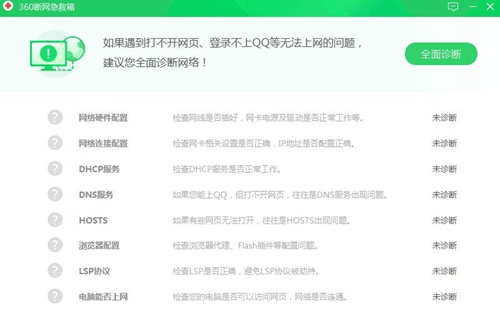 360断网急救箱
如果遇到打不开网页、登录不上QQ等无法上网的问题，
建议您全面诊断网络！
全面诊断
网络硬件配置 检查网线是否插好，网卡电源及驱动是否正常工作等。 未诊断
网络连接配置 检查网卡相关设置是否正确，IP地址是否配置正确。 未诊断
DHCP服务 检查DHCP服务是否正常工作。 未诊断
DNS服务 如果您能上QQ，但打不开网页，往往是DNS服务出现问题。 未诊断
HOSTS 如果有些网页无法打开，往往是HOSTS出现问题。 未诊断
浏览器配置 检查浏览器代理、Flash插件等配置问题。 未诊断
LSP协议 检查LSP是否正确，避免LSP协议被劫持。 未诊断
电脑能否上网 检查您的电脑是否可以访问网页，网络是否连通。 未诊断